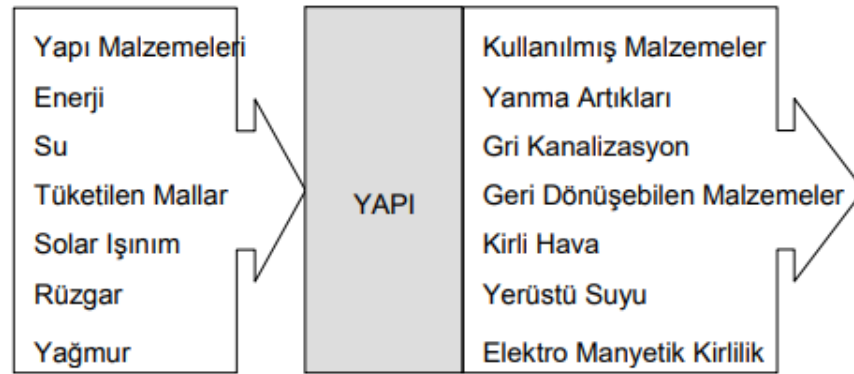 Yapı Malzemeleri
Enerji
Su
Tüketilen Mallar
Solar Işınım
Rüzgar
Yağmur
YAPI
Kullanılmış Malzemeler
Yanma Artıkları
Gri Kanalizasyon
Geri Dönüşebilen Malzemeler
Kirli Hava
Yerüstü Suyu
Elektro Manyetik Kirlilik